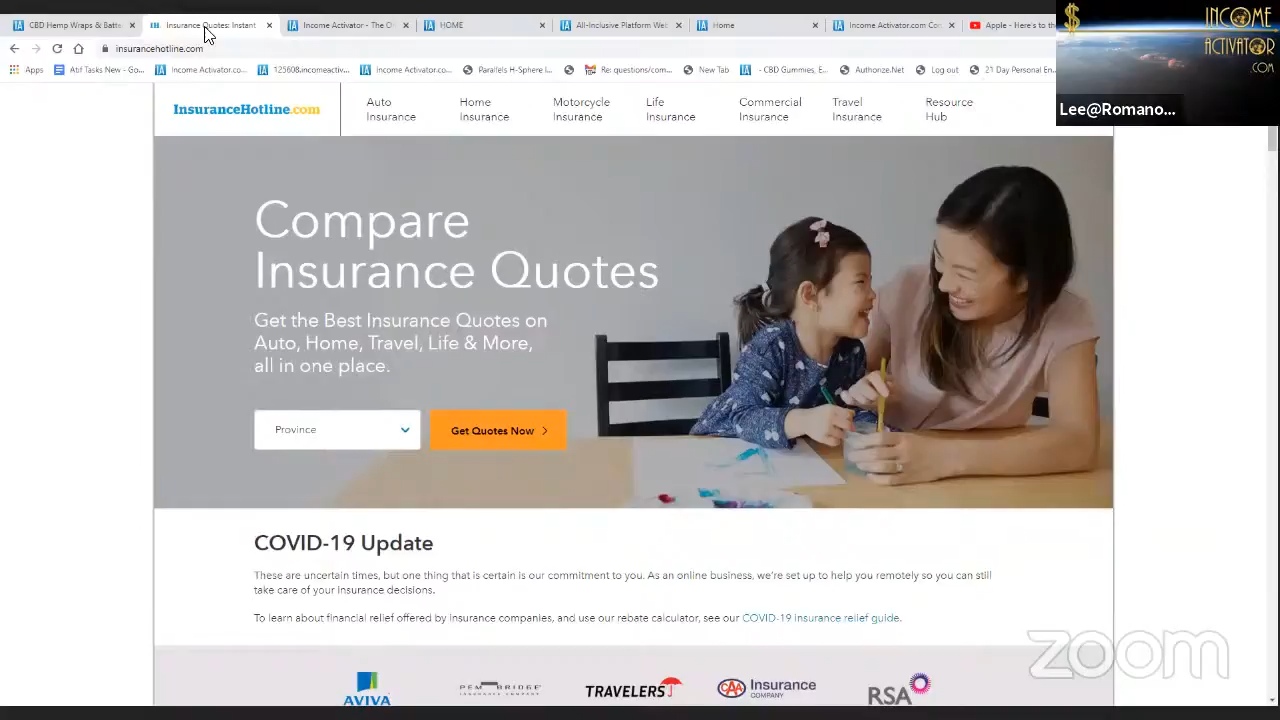 CBD Hemp Wraps & Batt
Insurance Quotes: Instant
Income Activator - The O
HOME
All-Inclusive Platform Web
Home
Income Activator.com Co
Apple - Here's to th
insurancehotline.com
Apps
Atif Tasks New - Go...
Income Activator.co...
125608.incomeactiv...
Income Activator.co...
Parallels H-Sphere l...
Re: questions/com...
New Tab
- CBD Gummies, E...
Authorize.Net
Log out
21 Day Personal En...
$
INCOME
ACTIVATOR
.COM
Lee@Romano...
InsuranceHotline.com
Auto
Insurance
Home
Insurance
Motorcycle
Insurance
Life
Insurance
Commercial
Insurance
Travel
Insurance
Resource
Hub
Compare
Insurance Quotes
Get the Best Insurance Quotes on
Auto, Home, Travel, Life & More,
all in one place.
Province
Get Quotes Now
COVID-19 Update
These are uncertain times, but one thing that is certain is our commitment to you. As an online business, we're set up to help you remotely so you can still
take care of your insurance decisions.
To learn about financial relief offered by insurance companies, and use our rebate calculator, see our COVID-19 insurance relief guide.
AVIVA
PEMBRIDGE
INSURANCE COMPANY
TRAVELERS
CAA Insurance
COMPANY
RSA
zoom